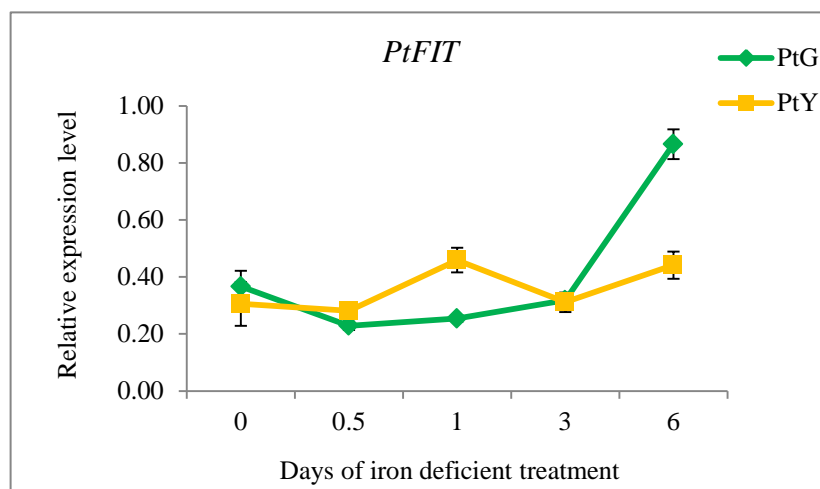 PtFIT
PtG
PtY
1.00
0.80
0.60
0.40
0.20
0.00
Relative expression level
0 0.5 1 3 6
Days of iron deficient treatment